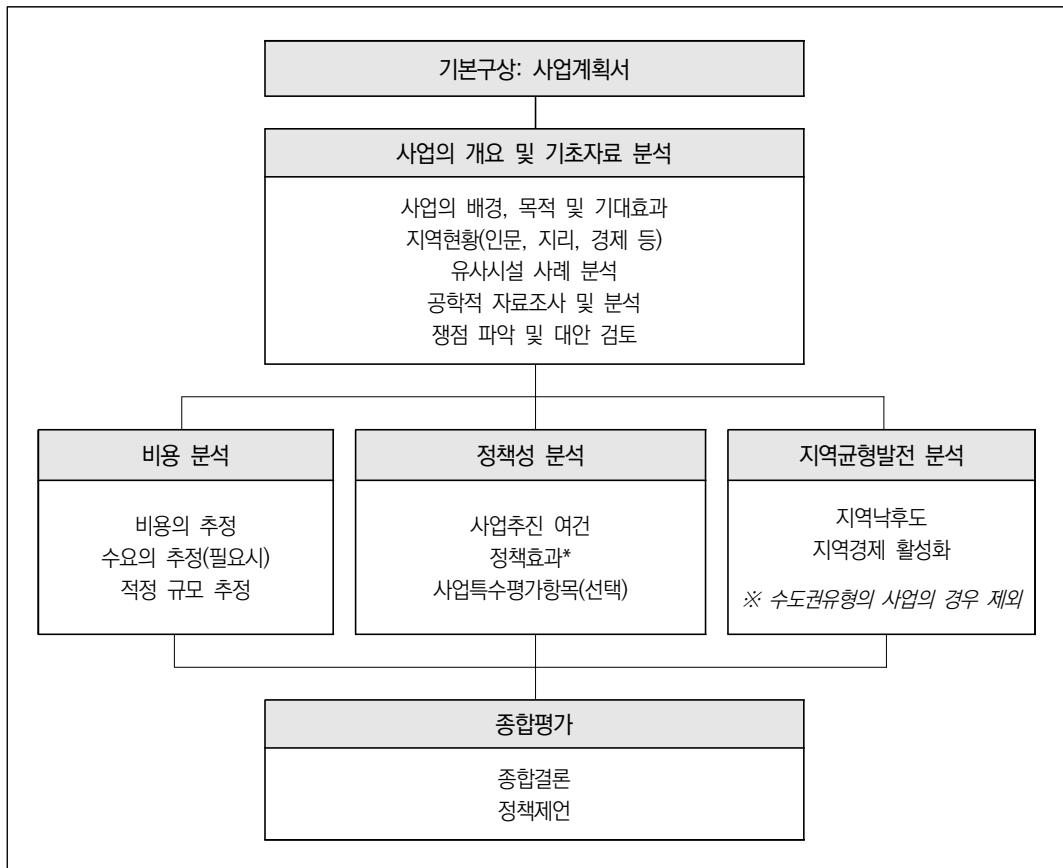 기본구상: 사업계획서
사업의 개요 및 기초자료 분석
사업의 배경, 목적 및 기대효과
지역현황(인문, 지리, 경제 등)
유사시설 사례 분석
공학적 자료조사 및 분석
쟁점 파악 및 대안 검토
비용 분석
비용의 추정
수요의 추정(필요시)
적정 규모 추정
정책성 분석
사업추진 여건
정책효과*
사업특수평가항목(선택)
지역균형발전 분석
지역낙후도
지역경제 활성화
※ 수도권유형의 사업의 경우 제외
종합평가
종합결론
정책제언